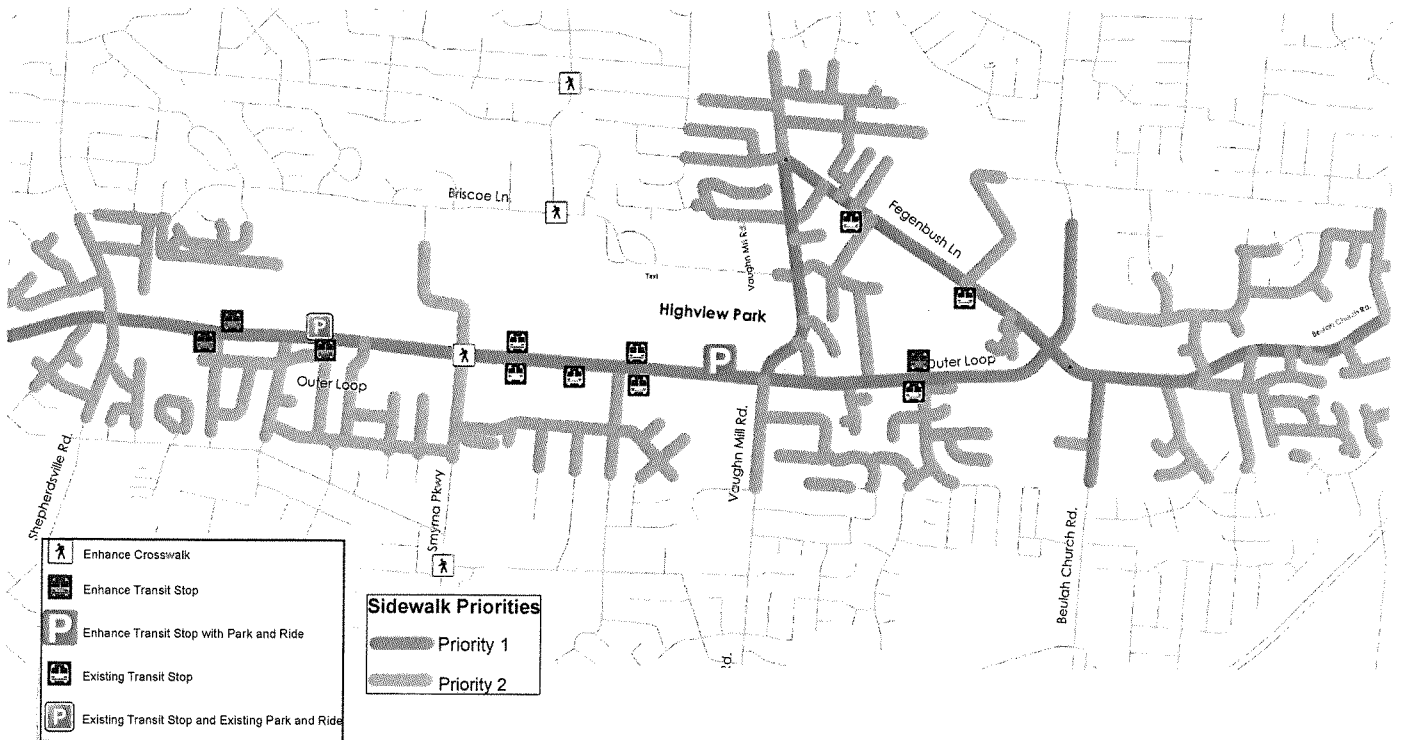 Briscoe Ln
Vaughn Mill Rd.
Fegenbush Ln
Text
Highview Park
Beulah Church Rd.
P
Outer Loop
P
Outer Loop
Shepherdsville Rd.
Smyrna Pkwy
Vaughn Mill Rd.
Beulah Church Rd.
Rd.
Enhance Crosswalk
Enhance Transit Stop
P Enhance Transit Stop with Park and Ride
Existing Transit Stop
P Existing Transit Stop and Existing Park and Ride
Sidewalk Priorities
Priority 1
Priority 2